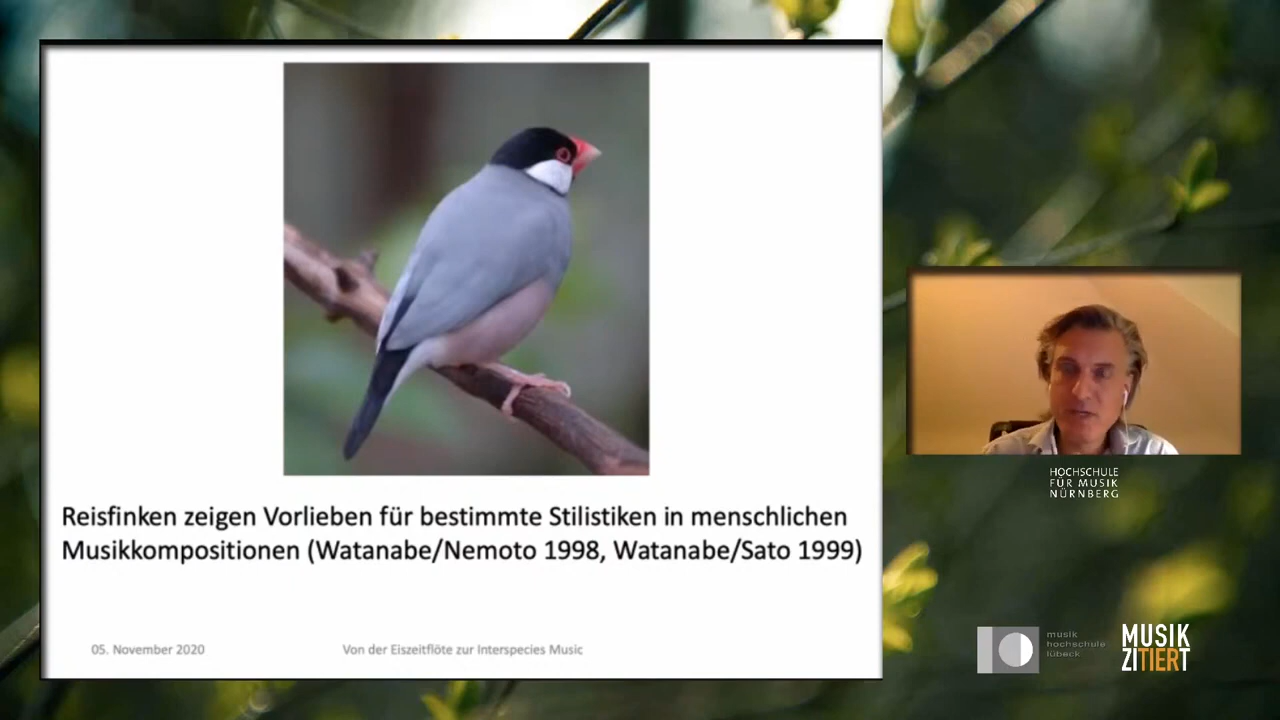 Reisfinken zeigen Vorlieben für bestimmte Stilistiken in menschlichen
Musikkompositionen (Watanabe/Nemoto 1998, Watanabe/Sato 1999)
05. November 2020
Von der Eiszeitflöte zur Interspecies Music
HOCHSCHULE
FÜR MUSIK
NÜRNBERG
musik
hochschule
lübeck
MUSIK
ZITIERT